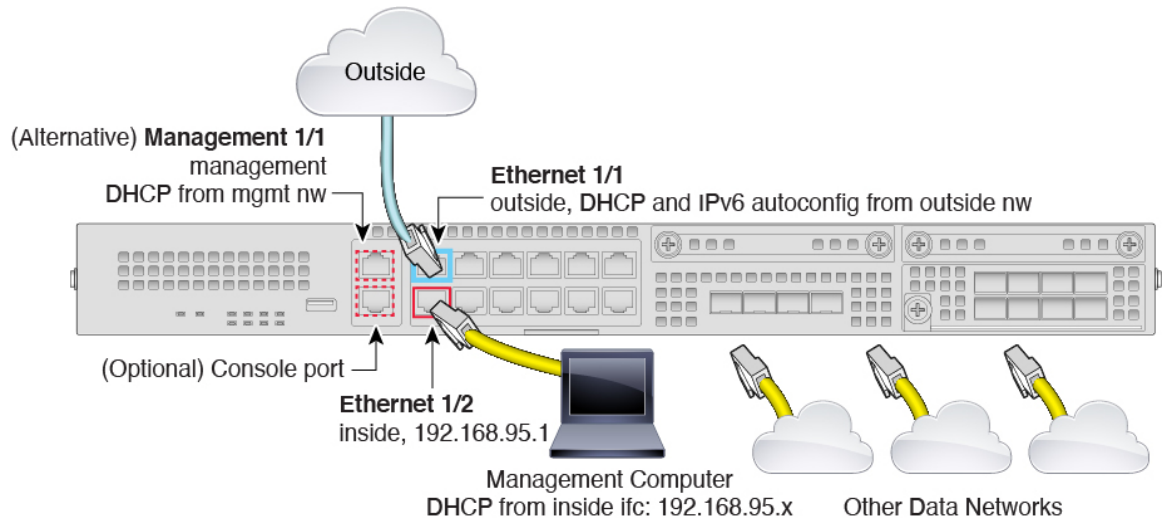 Outside
(Alternative) Management 1/1
management
DHCP from mgmt nw
Ethernet 1/1
outside, DHCP and IPv6 autoconfig from outside nw
(Optional) Console port
Ethernet 1/2
inside, 192.168.95.1
Management Computer
DHCP from inside ifc: 192.168.95.x
Other Data Networks